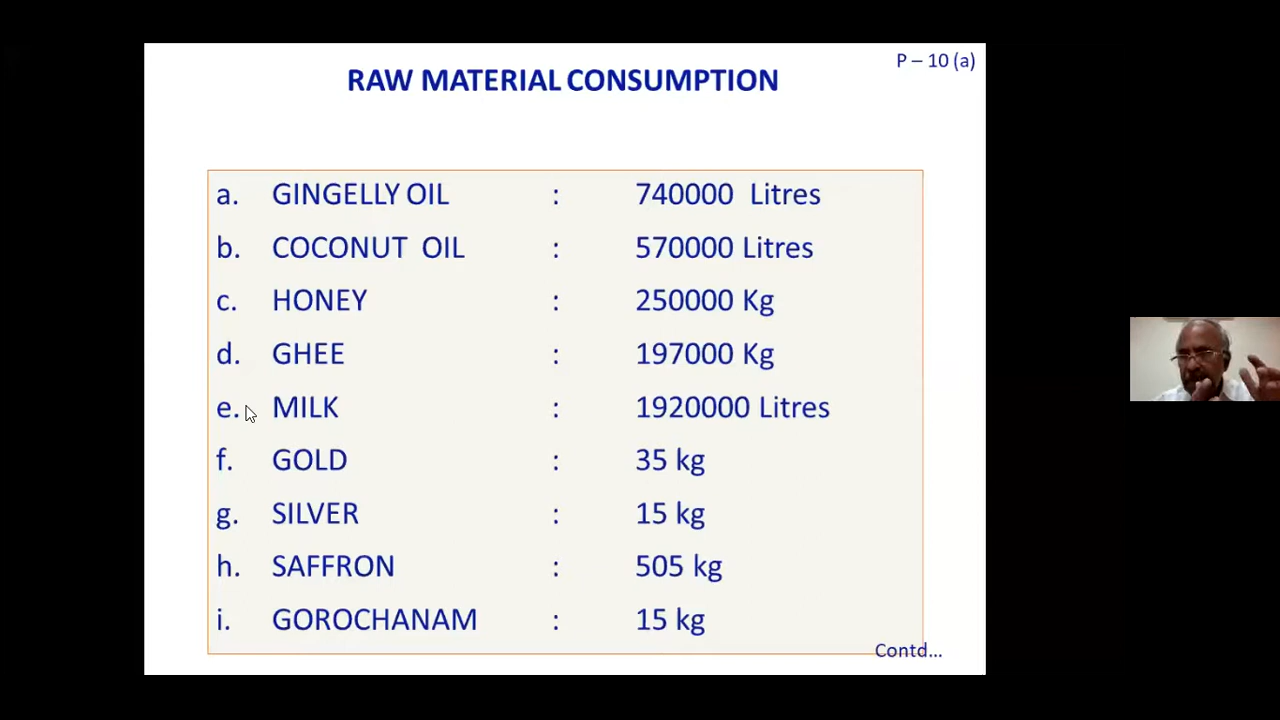 P – 10 (a)
RAW MATERIAL CONSUMPTION
a. GINGELLY OIL : 740000 Litres
b. COCONUT OIL : 570000 Litres
c. HONEY : 250000 Kg
d. GHEE : 197000 Kg
e. MILK : 1920000 Litres
f. GOLD : 35 kg
g. SILVER : 15 kg
h. SAFFRON : 505 kg
i. GOROCHANAM : 15 kg
Contd...